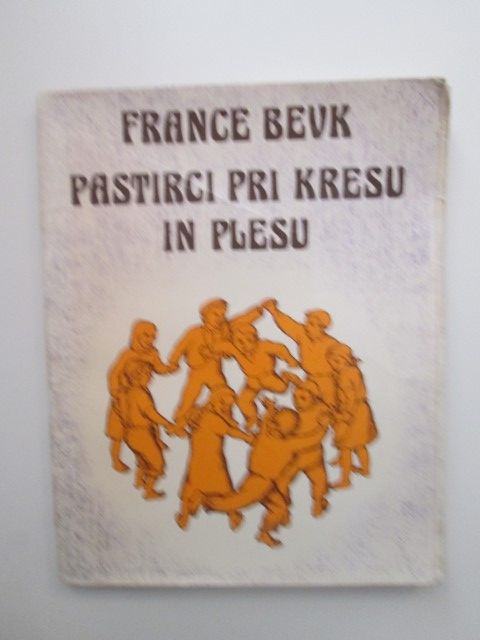 FRANCE BEVK
PASTIRCI PRI KRESU
IN PLESU